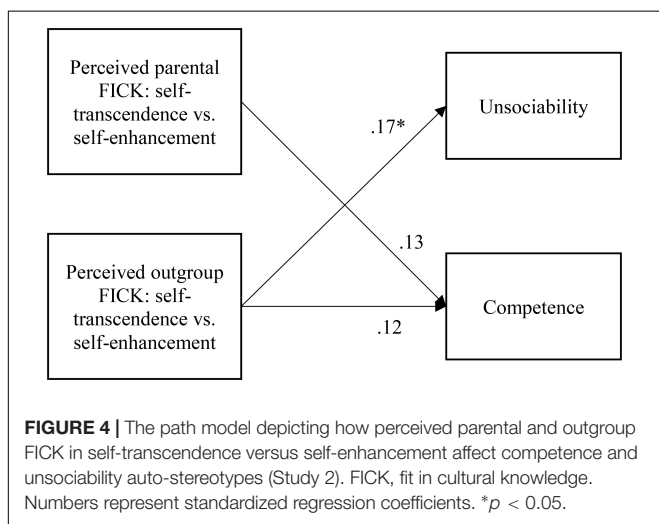 Perceived parental
FICK: self-
transcendence vs.
self-enhancement
Unsociability
.17*
.13
Perceived outgroup
FICK: self-
transcendence vs.
self-enhancement
.12
Competence
FIGURE 4 | The path model depicting how perceived parental and outgroup
FICK in self-transcendence versus self-enhancement affect competence and
unsociability auto-stereotypes (Study 2). FICK, fit in cultural knowledge.
Numbers represent standardized regression coefficients. *p < 0.05.